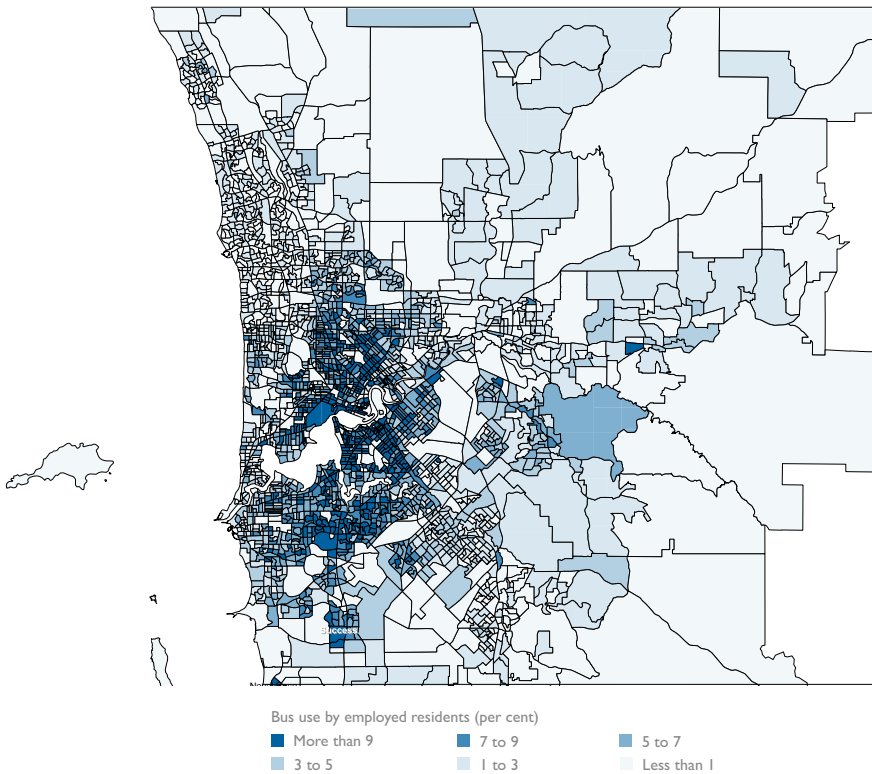 Success
Bus use by employed residents (per cent)
More than 9
7 to 9
5 to 7
3 to 5
1 to 3
Less than 1